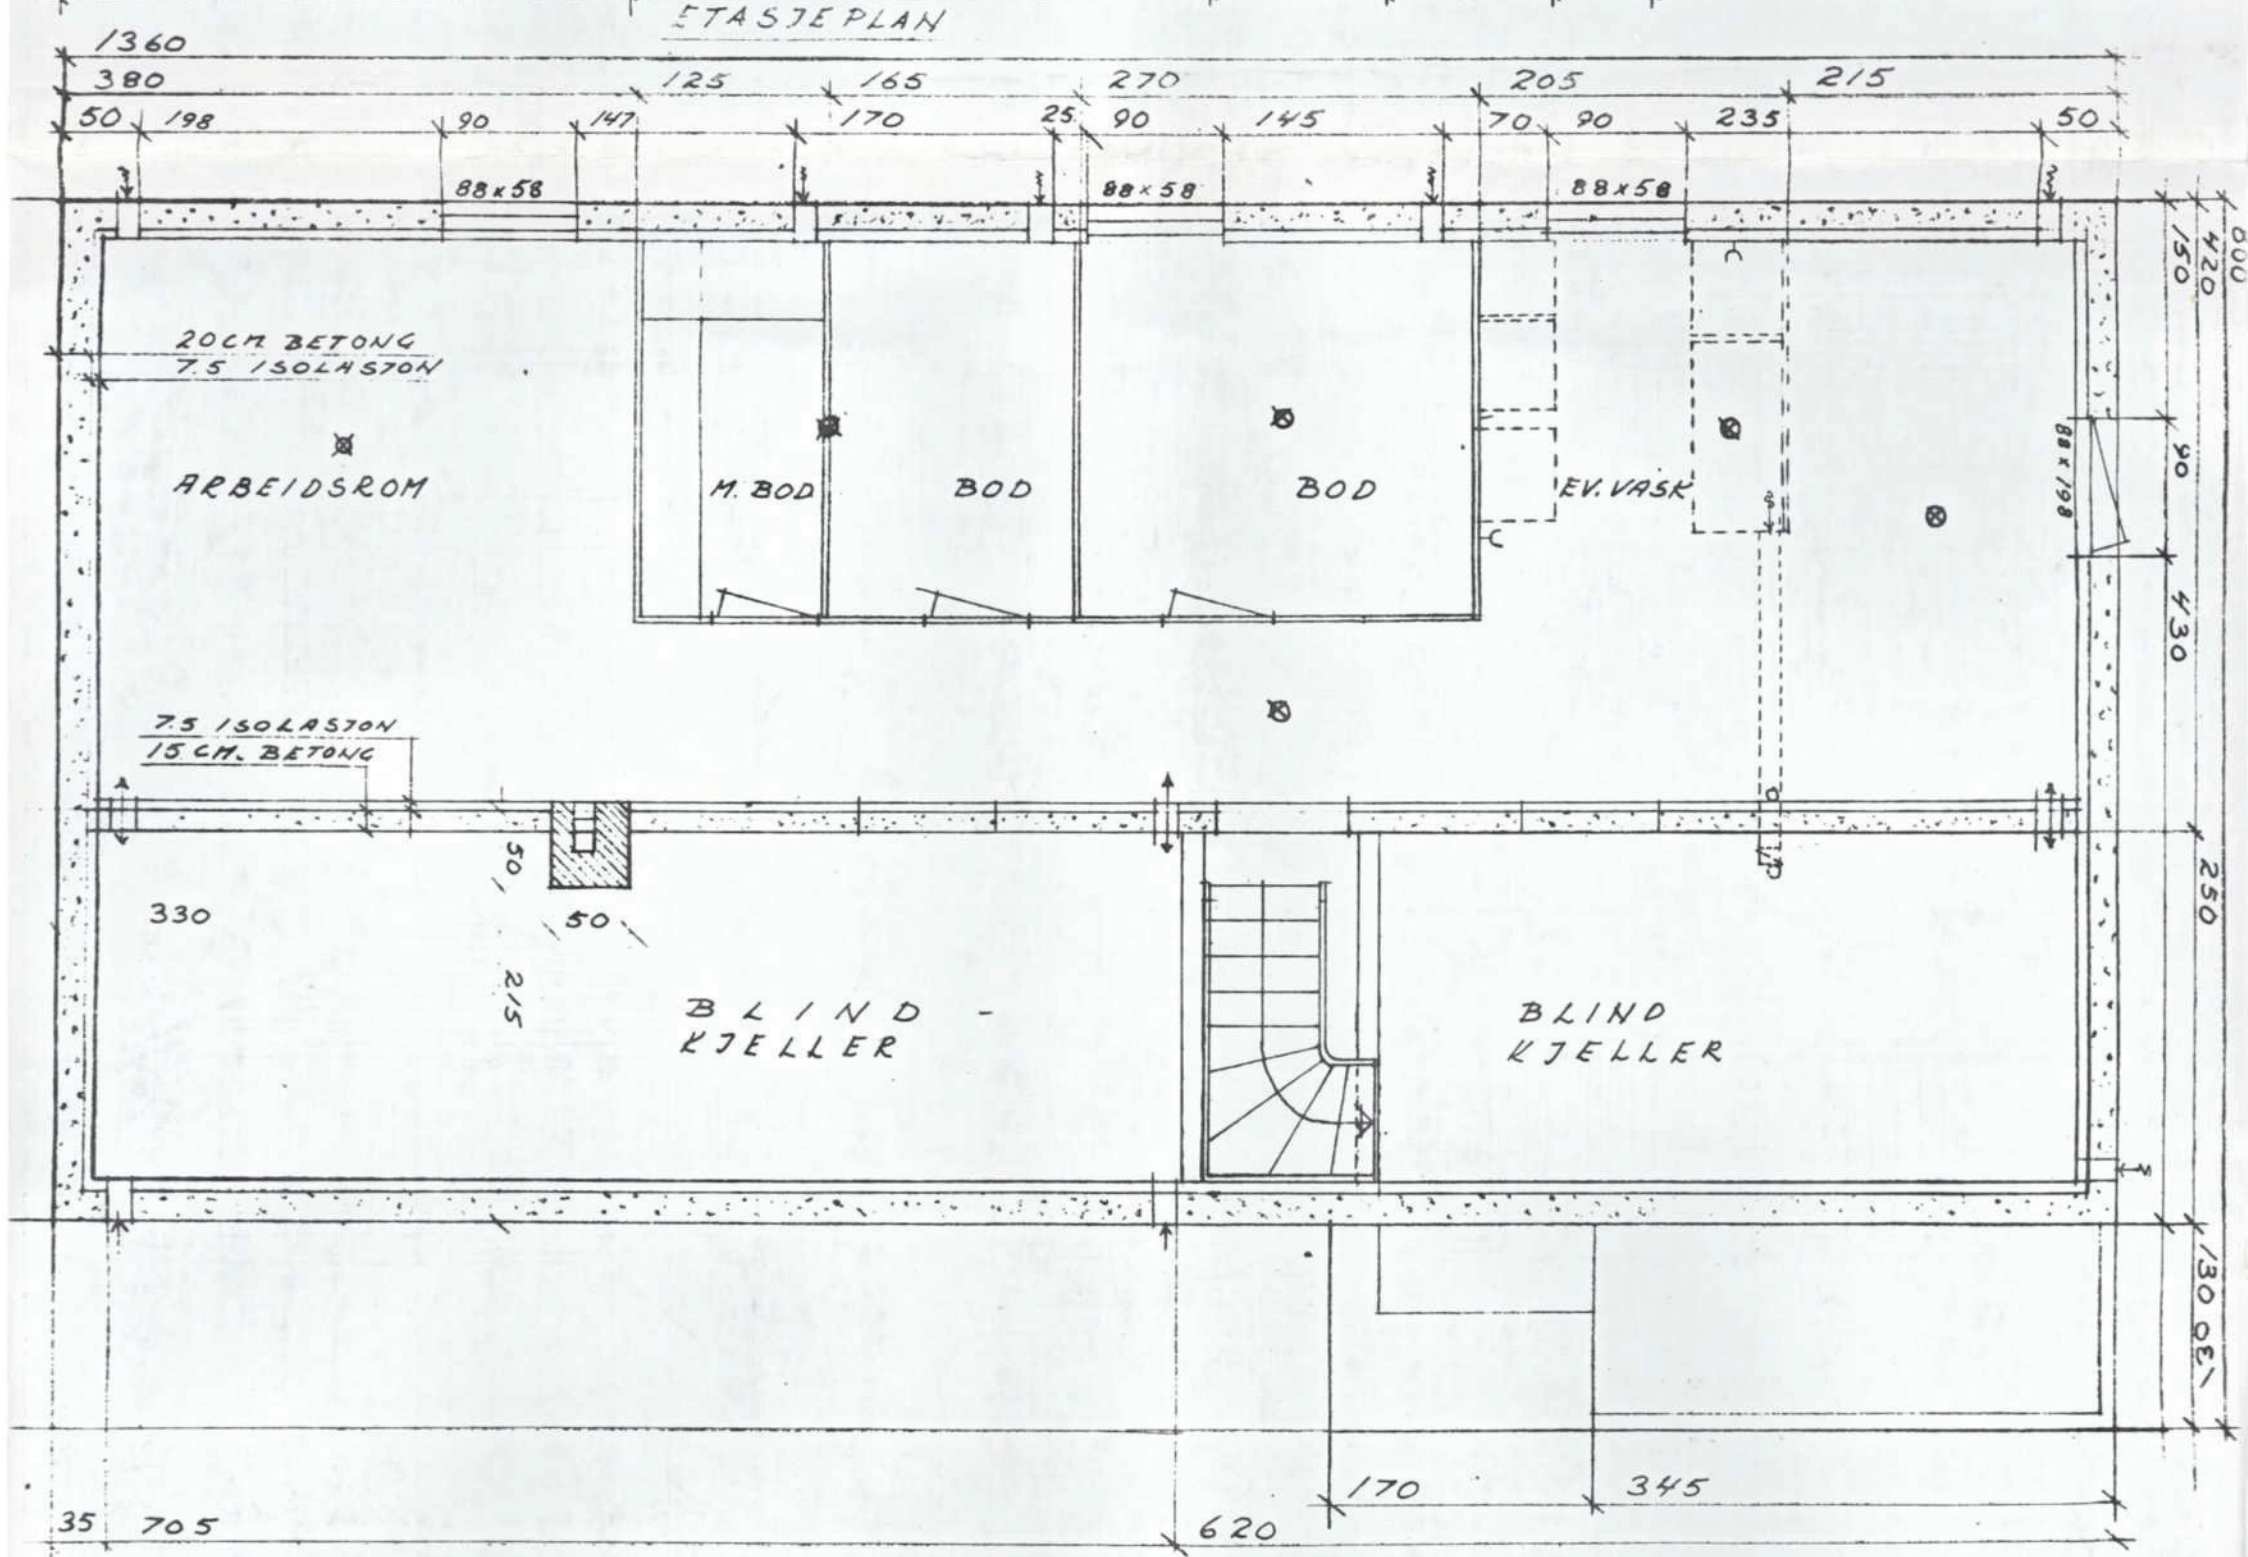 ETASJEPLAN
1360
380 125 165 270 205 215
50 198 90 147 170 25 90 145 70 90 235 50
88x58 88x58 88x58
800
420
150
20CM BETONG
7.5 ISOLASJON
ARBEIDSROM
M. BOD
BOD
BOD
EV. VASK
88x198
90
430
7.5 ISOLASJON
15 CM. BETONG
330
50
50
215
250
BLIND -
KJELLER
BLIND
KJELLER
130
130
170 345
35 705 620